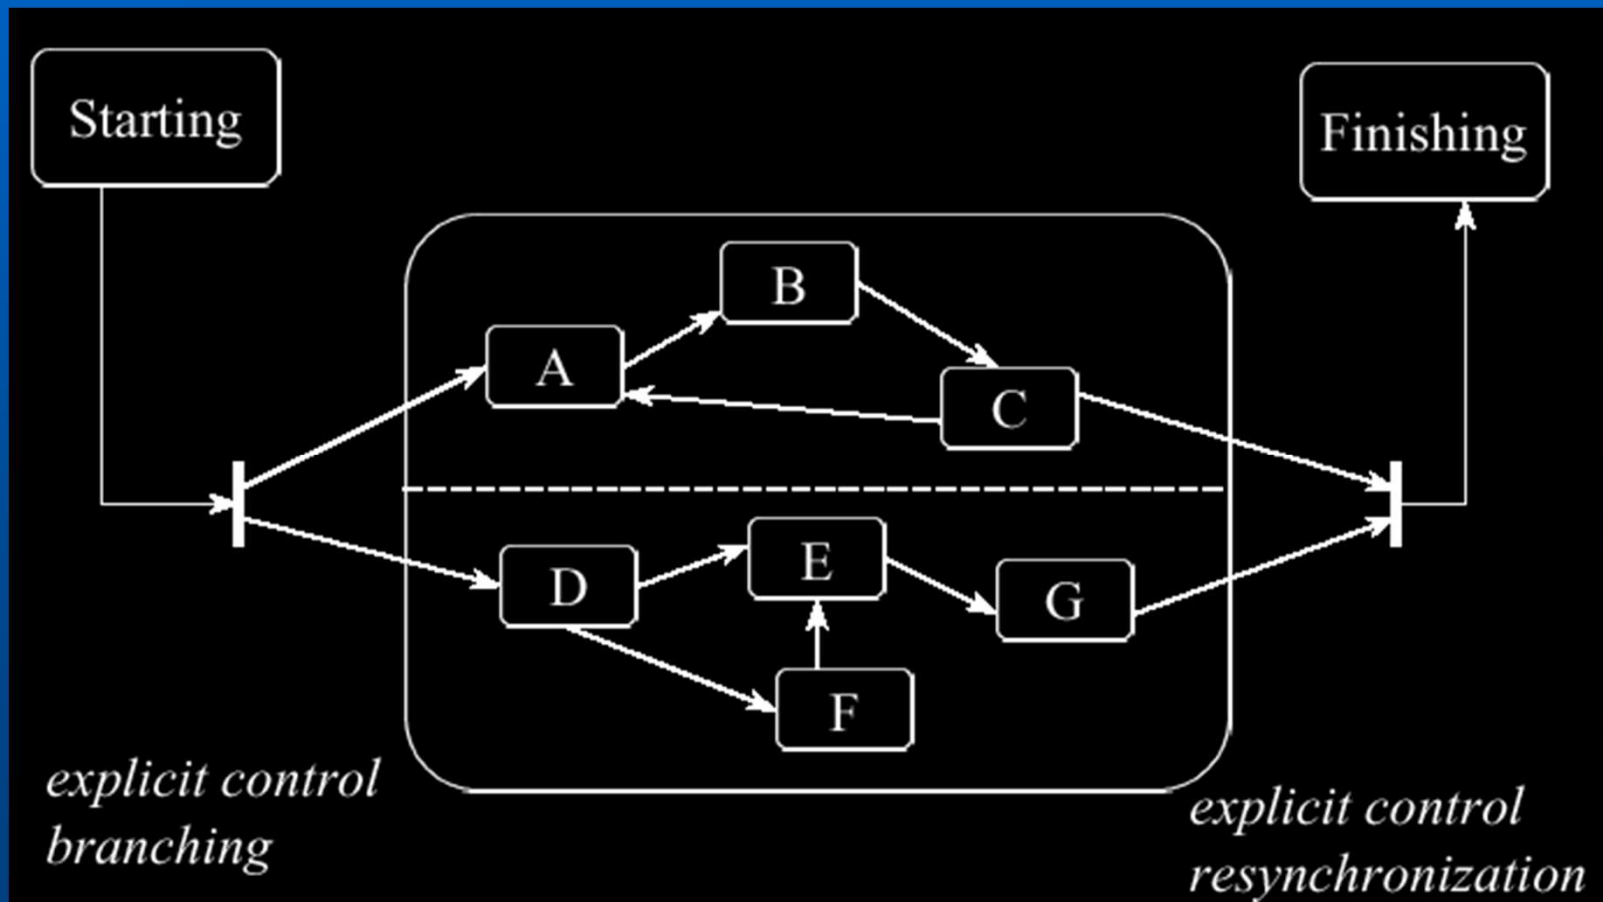 Starting
Finishing
B
A
C
E
D
G
F
explicit control
branching
explicit control
resynchronization